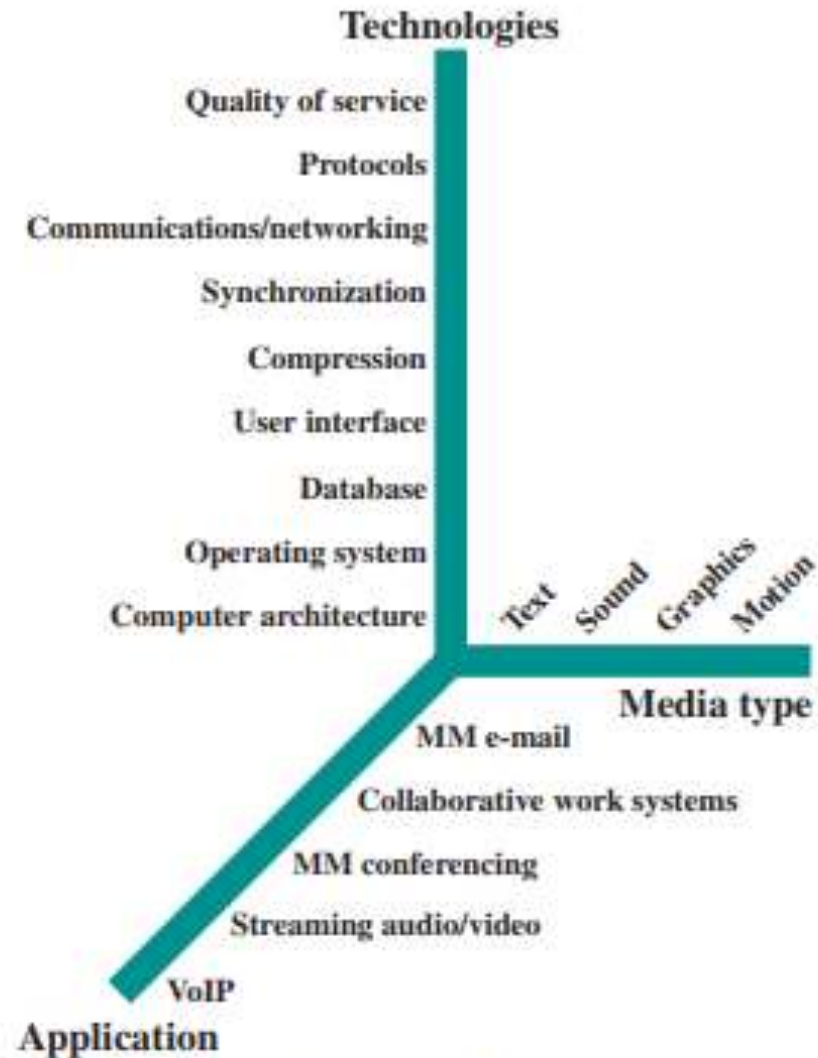 Technologies
Quality of service
Protocols
Communications/networking
Synchronization
Compression
User interface
Database
Operating system
Computer architecture
Text
Sound
Graphics
Motion
Media type
MM e-mail
Collaborative work systems
MM conferencing
Streaming audio/video
VoIP
Application